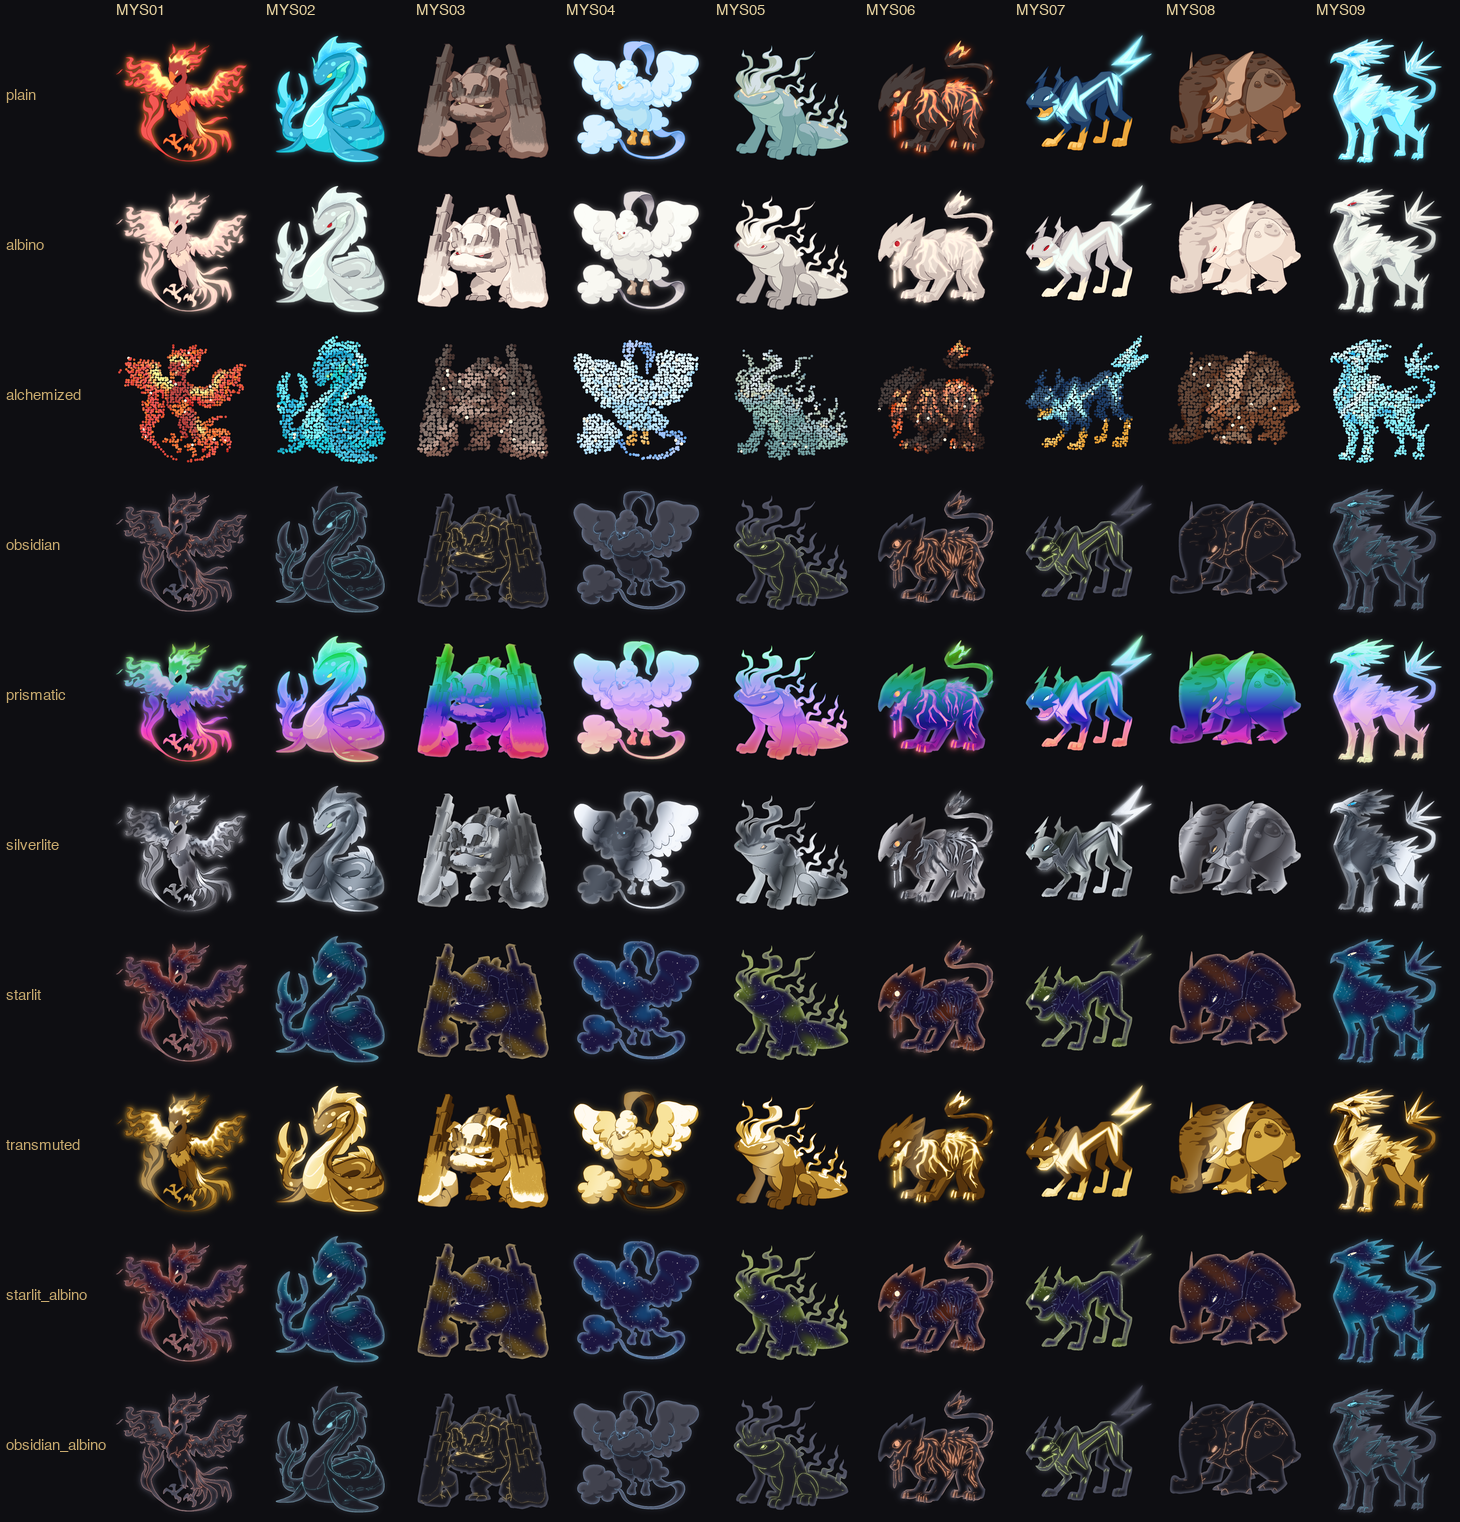 MYS01 MYS02 MYS03 MYS04 MYS05 MYS06 MYS07 MYS08 MYS09
plain
albino
alchemized
obsidian
prismatic
silverlite
starlit
transmuted
starlit_albino
obsidian_albino